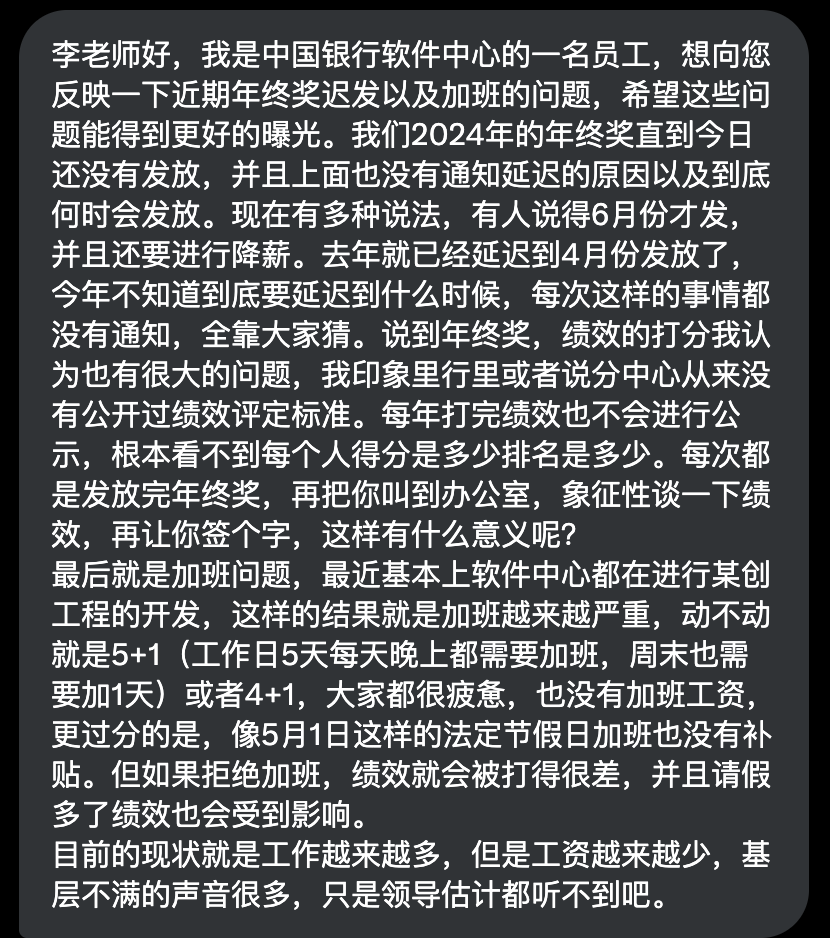 李老师好，我是中国银行软件中心的一名员工，想向您
反映一下近期年终奖迟发以及加班的问题，希望这些问
题能得到更好的曝光。我们2024年的年终奖直到今日
还没有发放，并且上面也没有通知延迟的原因以及到底
何时会发放。现在有多种说法，有人说得6月份才发，
并且还要进行降薪。去年就已经延迟到4月份发放了，
今年不知道到底要延迟到什么时候，每次这样的事情都
没有通知，全靠大家猜。说到年终奖，绩效的打分我认
为也有很大的问题，我印象里行里或者说分中心从来没
有公开过绩效评定标准。每年打完绩效也不会进行公
示，根本看不到每个人得分是多少排名是多少。每次都
是发放完年终奖，再把你叫到办公室，象征性谈一下绩
效，再让你签个字，这样有什么意义呢？
最后就是加班问题，最近基本上软件中心都在进行某创
工程的开发，这样的结果就是加班越来越严重，动不动
就是5+1（工作日5天每天晚上都需要加班，周末也需
要加1天）或者4+1，大家都很疲惫，也没有加班工资，
更过分的是，像5月1日这样的法定节假日加班也没有补
贴。但如果拒绝加班，绩效就会被打得很差，并且请假
多了绩效也会受到影响。
目前的现状就是工作越来越多，但是工资越来越少，基
层不满的声音很多，只是领导估计都听不到吧。